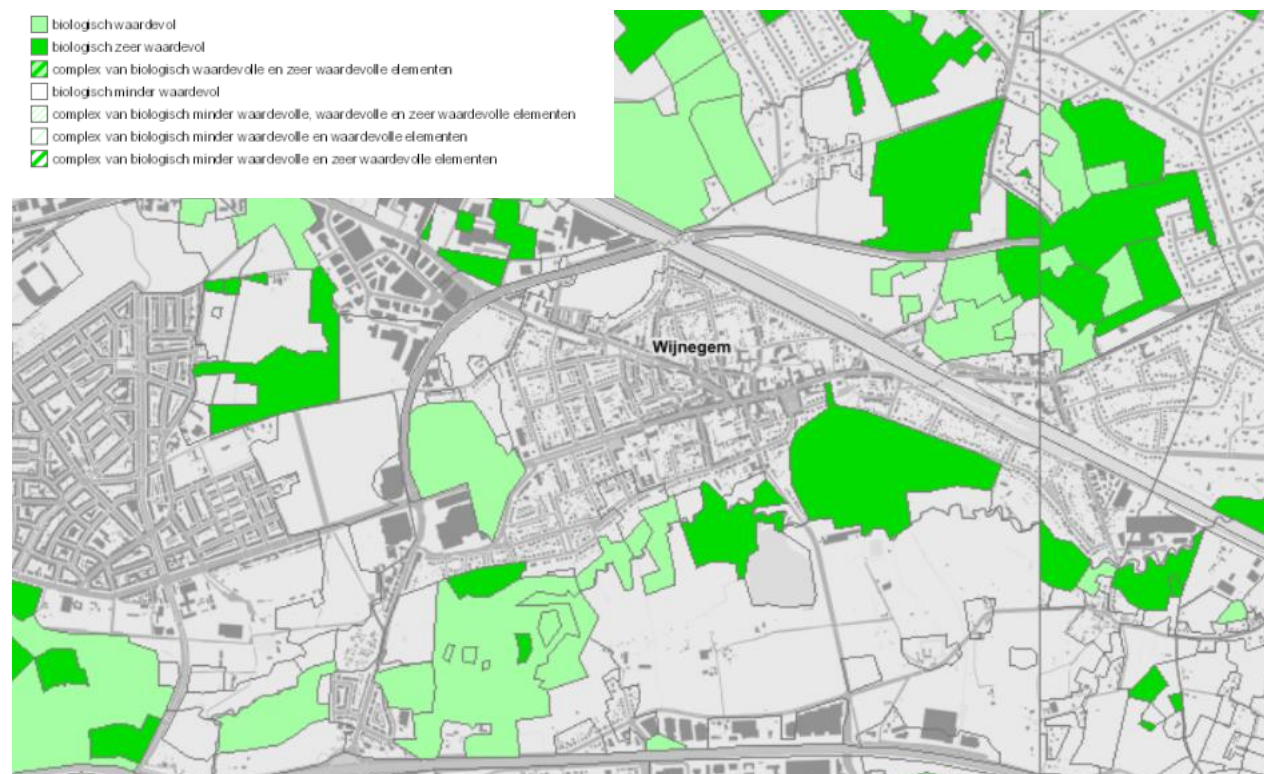 biologisch waardevol
biologisch zeer waardevol
complex van biologisch waardevolle en zeer waardevolle elementen
biologisch minder waardevol
complex van biologisch minder waardevolle, waardevolle en zeer waardevolle elementen
complex van biologisch minder waardevolle en waardevolle elementen
complex van biologisch minder waardevolle en zeer waardevolle elementen
Wijnegem